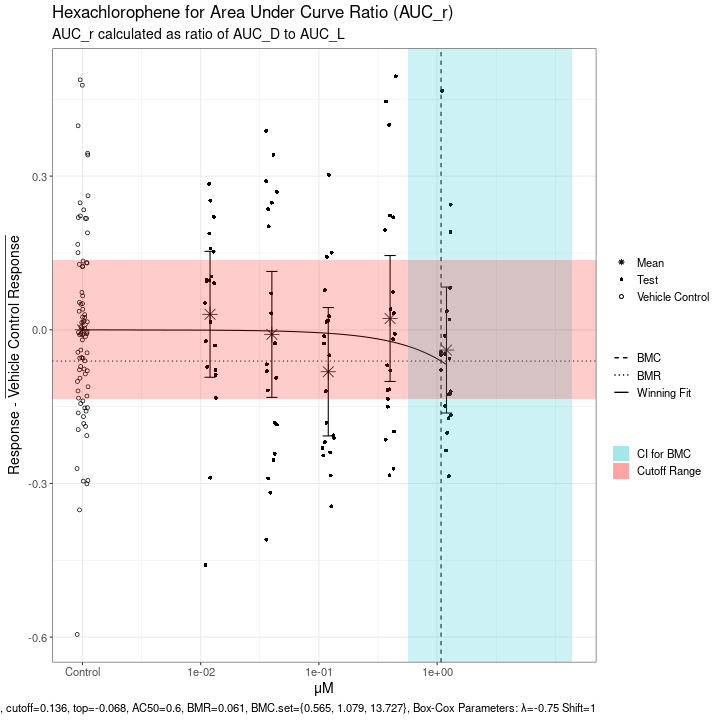 Hexachlorophene for Area Under Curve Ratio (AUC_r)
AUC_r calculated as ratio of AUC_D to AUC_L
Response - Vehicle Control Response
0.3
0.0
-0.3
-0.6
Control
1e-02
1e-01
1e+00
μM
Mean
Test
Vehicle Control
BMC
BMR
Winning Fit
CI for BMC
Cutoff Range
, cutoff=0.136, top=-0.068, AC50=0.6, BMR=0.061, BMC.set={0.565, 1.079, 13.727}, Box-Cox Parameters: λ=-0.75 Shift=1